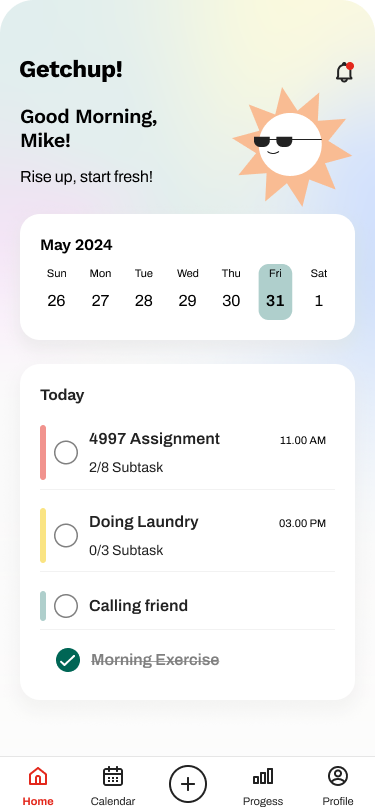 Getchup!
Good Morning,
Mike!
Rise up, start fresh!
May 2024
Sun Mon Tue Wed Thu Fri Sat
26 27 28 29 30 31 1
Today
4997 Assignment 11.00 AM
2/8 Subtask
Doing Laundry 03.00 PM
0/3 Subtask
Calling friend
Morning Exercise
Home Calendar Progess Profile